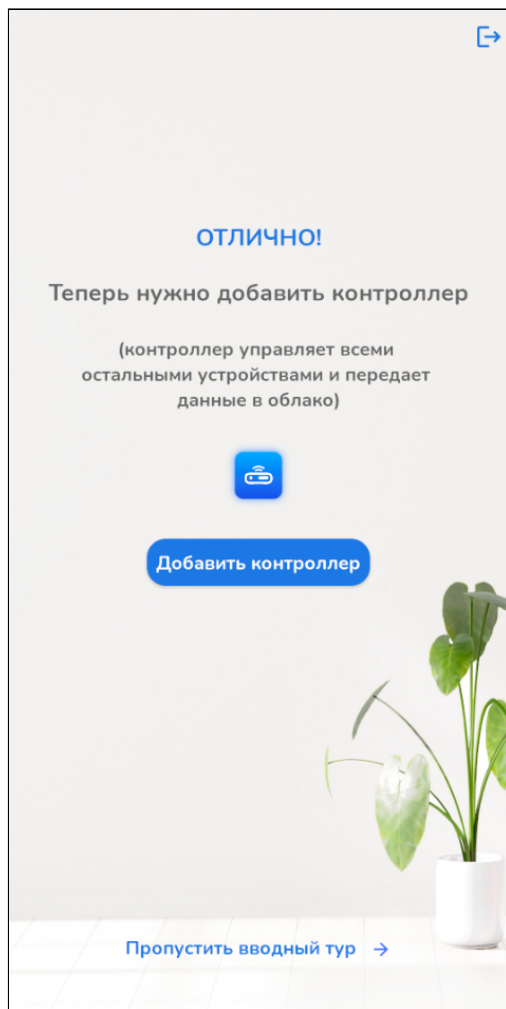 ОТЛИЧНО!
Теперь нужно добавить контроллер
(контроллер управляет всеми
остальными устройствами и передает
данные в облако)
Добавить контроллер
Пропустить вводный тур